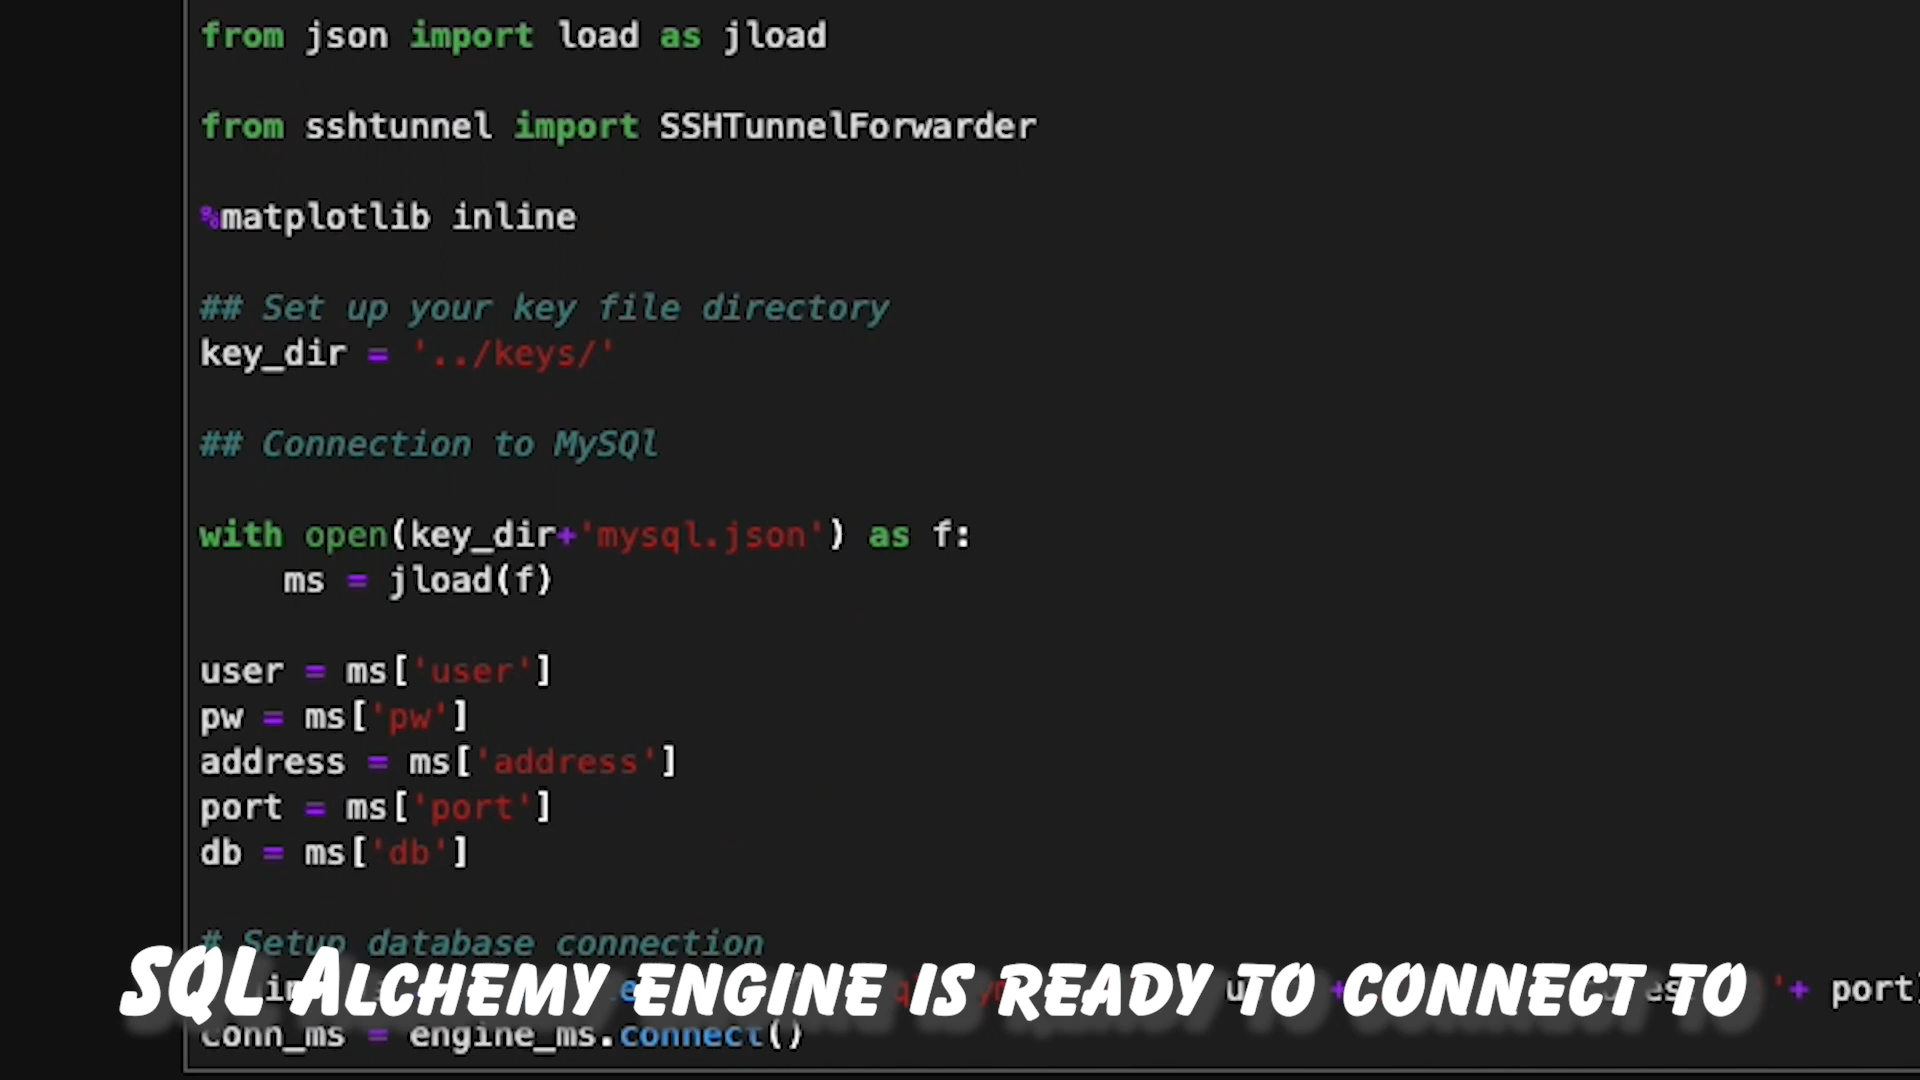 from json import load as jload
from sshtunnel import SSHTunnelForwarder
%matplotlib inline
## Set up your key file directory
key_dir = '../keys/'
## Connection to MySQl
with open(key_dir+'mysql.json') as f:
    ms = jload(f)
user = ms['user']
pw = ms['pw']
address = ms['address']
port = ms['port']
db = ms['db']
# Setup database connection
'+ port
SQL ALCHEMY ENGINE IS READY TO CONNECT TO
conn_ms = engine_ms.connect()